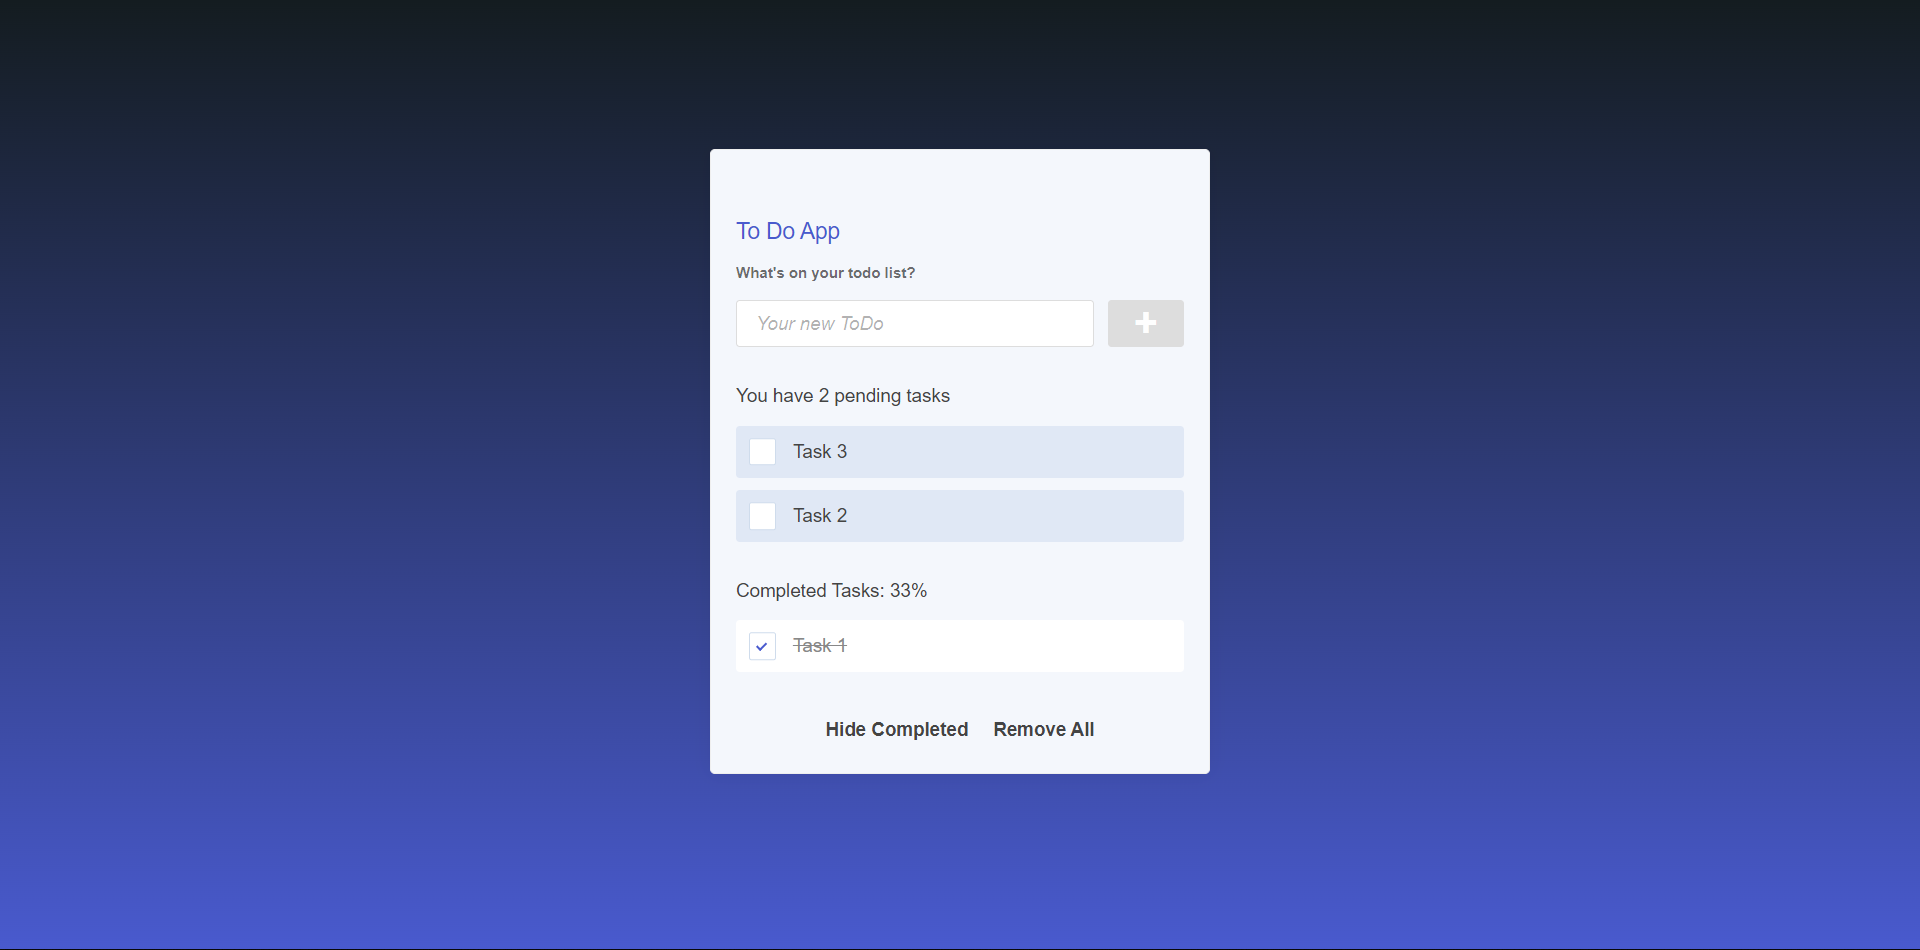 To Do App
What's on your todo list?
Your new ToDo
You have 2 pending tasks
Task 3
Task 2
Completed Tasks: 33%
Task 1
Hide Completed Remove All